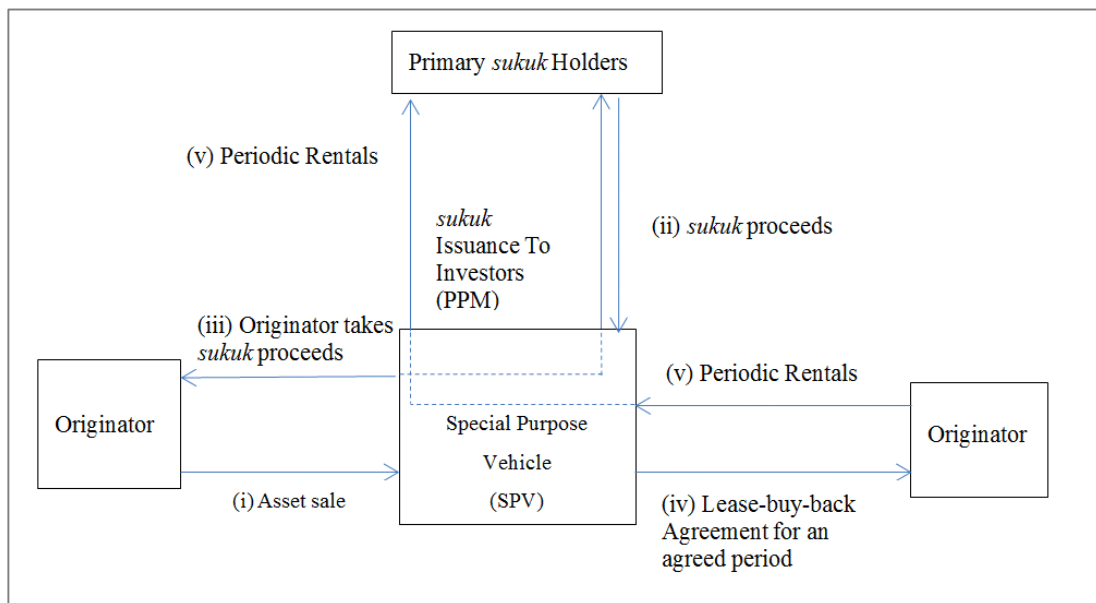 Primary sukuk Holders
(v) Periodic Rentals
sukuk
Issuance To
Investors
(PPM)
(ii) sukuk proceeds
(iii) Originator takes
sukuk proceeds
(v) Periodic Rentals
Originator
Special Purpose
Vehicle
(SPV)
Originator
(i) Asset sale
(iv) Lease-buy-back
Agreement for an
agreed period